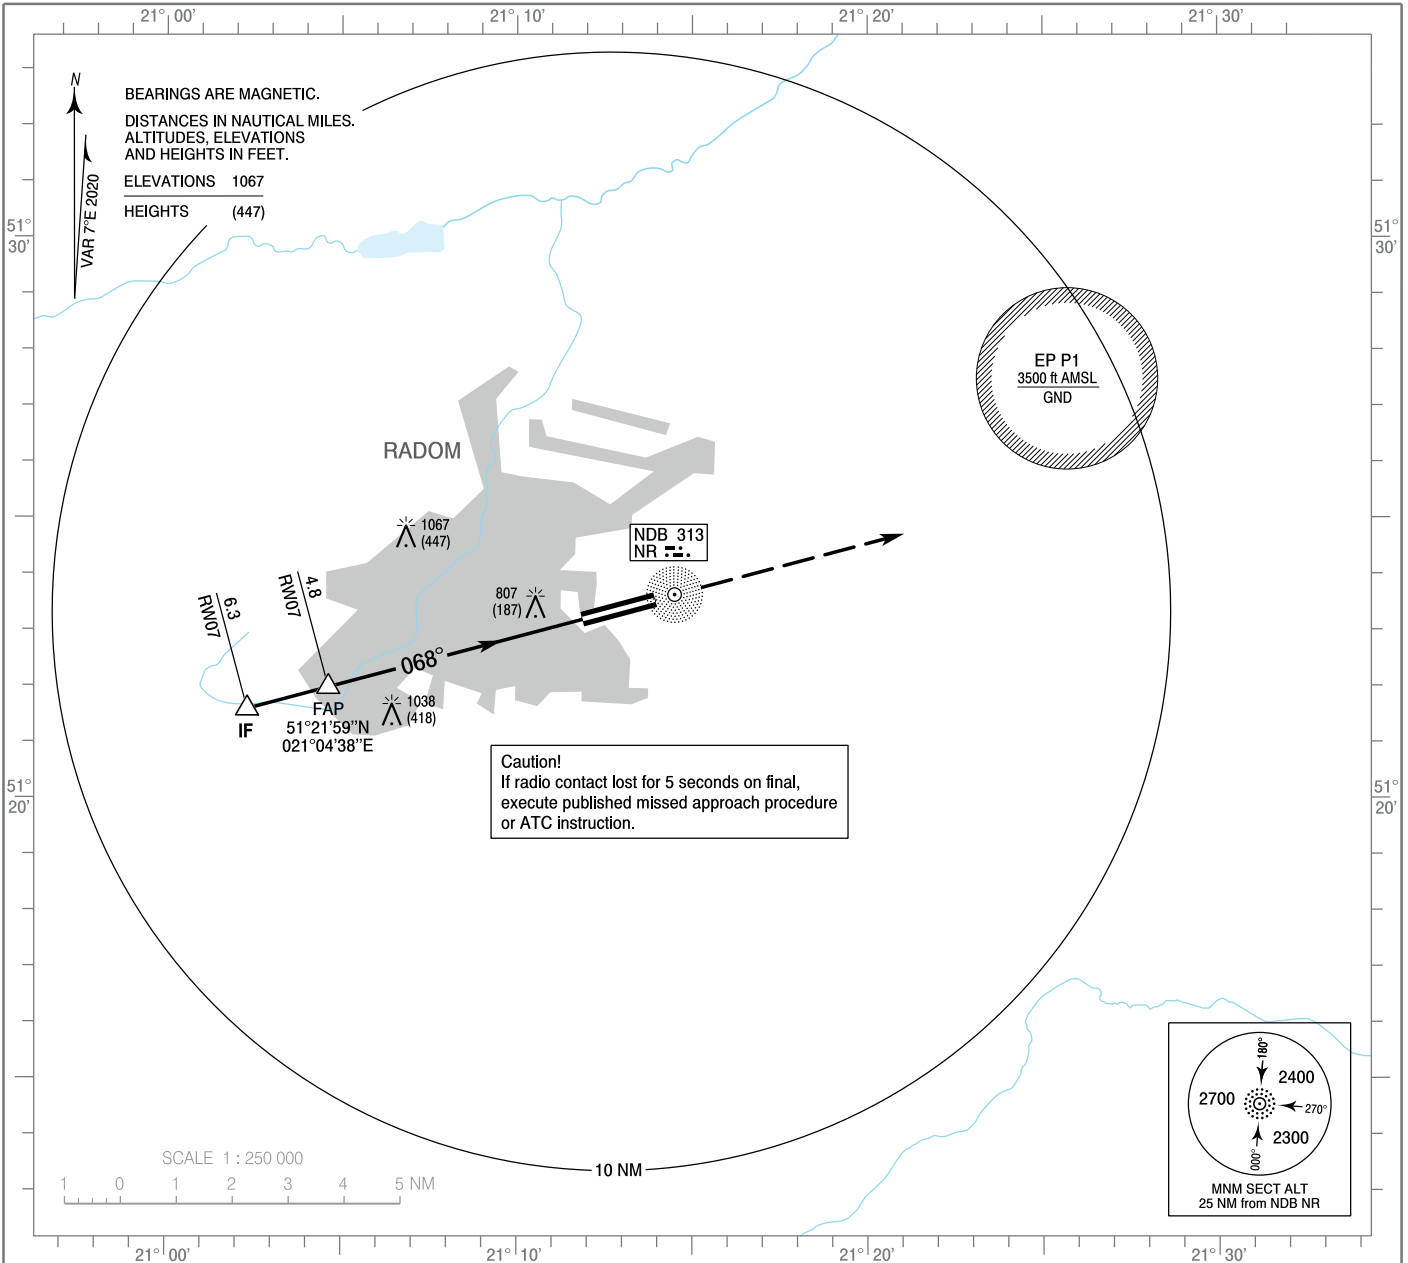 21° 00'
21° 10'
21° 20'
21° 30'
N
VAR 7°E 2020
BEARINGS ARE MAGNETIC.
DISTANCES IN NAUTICAL MILES.
ALTITUDES, ELEVATIONS
AND HEIGHTS IN FEET.
ELEVATIONS 1067
HEIGHTS (447)
51°
30'
51°
30'
EP P1
3500 ft AMSL
GND
RADOM
1067
(447)
NDB 313
NR
807
(187)
6.3
RW07
4.8
RW07
068°
IF
FAP
51°21'59"N
021°04'38"E
1038
(418)
Caution!
If radio contact lost for 5 seconds on final,
execute published missed approach procedure
or ATC instruction.
51°
20'
51°
20'
180°
2400
2700
270°
2300
000°
MNM SECT ALT
25 NM from NDB NR
SCALE 1 : 250 000
1 0 1 2 3 4 5 NM
10 NM
21° 00'
21° 10'
21° 20'
21° 30'